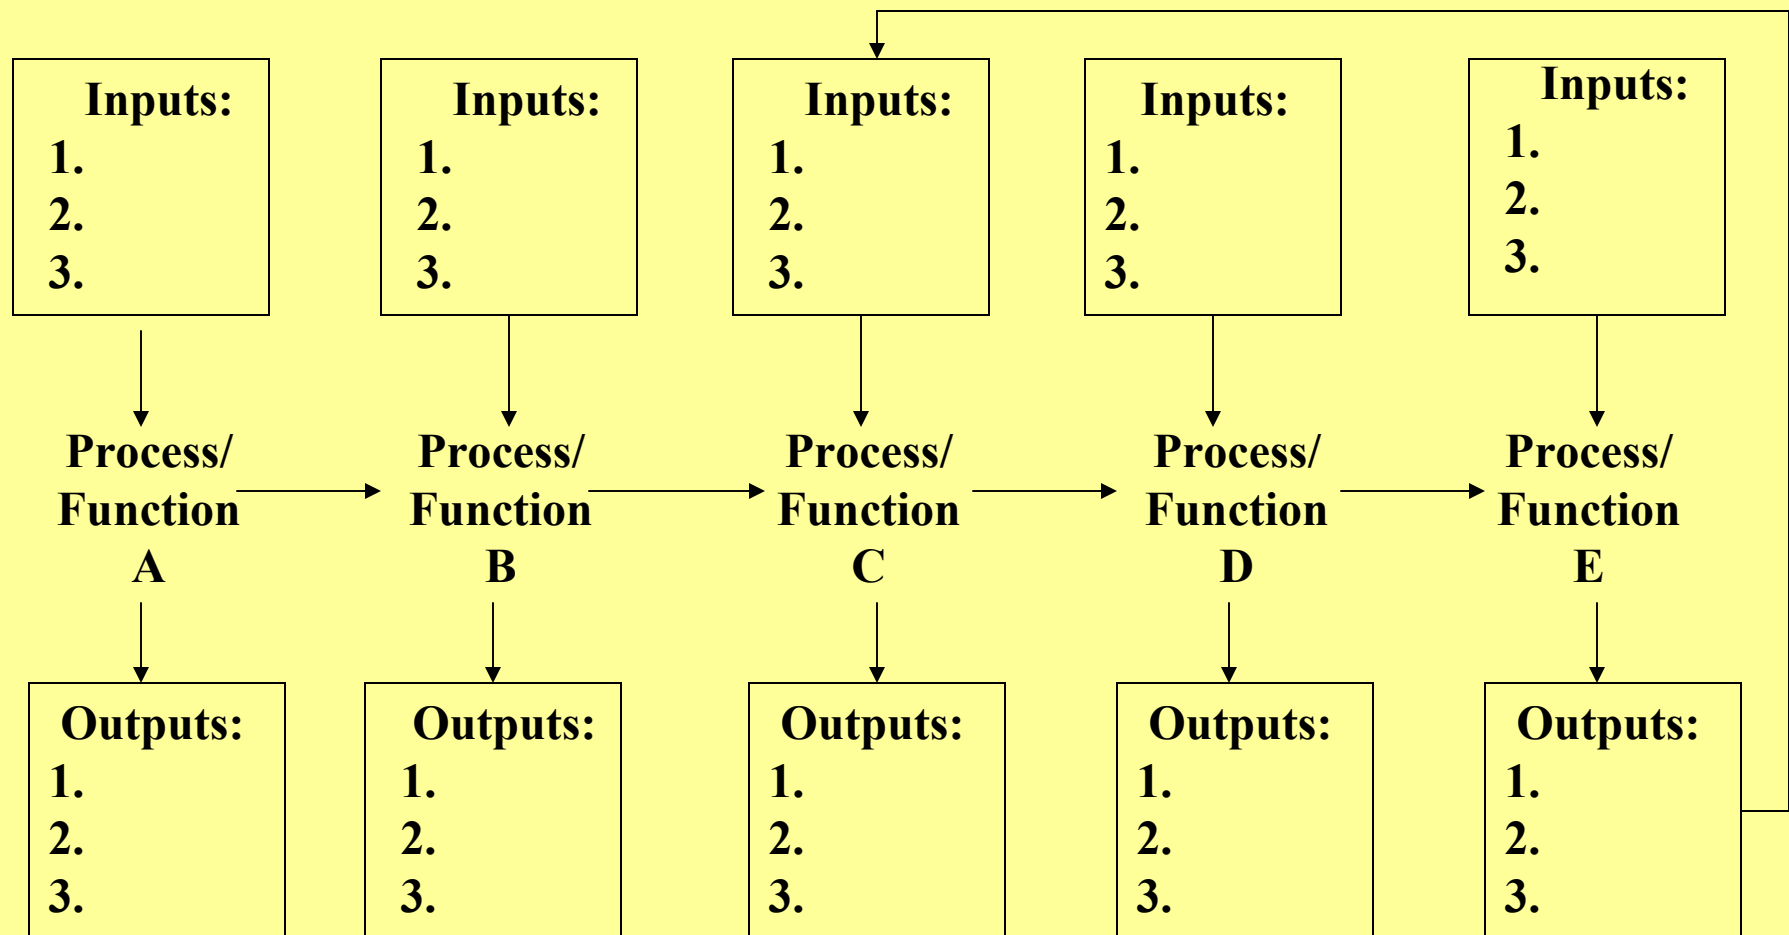 Inputs:
1.
2.
3.
Inputs:
1.
2.
3.
Inputs:
1.
2.
3.
Inputs:
1.
2.
3.
Inputs:
1.
2.
3.
Process/
Function
A
Process/
Function
B
Process/
Function
C
Process/
Function
D
Process/
Function
E
Outputs:
1.
2.
3.
Outputs:
1.
2.
3.
Outputs:
1.
2.
3.
Outputs:
1.
2.
3.
Outputs:
1.
2.
3.